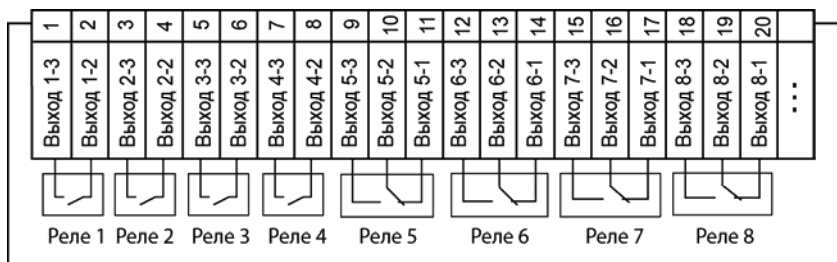 1 2 3 4 5 6 7 8 9 10 11 12 13 14 15 16 17 18 19 20
Выход 1-3 Выход 1-2 Выход 2-3 Выход 2-2 Выход 3-3 Выход 3-2 Выход 4-3 Выход 4-2 Выход 5-3 Выход 5-2 Выход 5-1 Выход 6-3 Выход 6-2 Выход 6-1 Выход 7-3 Выход 7-2 Выход 7-1 Выход 8-3 Выход 8-2 Выход 8-1 ...
Реле 1 Реле 2 Реле 3 Реле 4 Реле 5 Реле 6 Реле 7 Реле 8